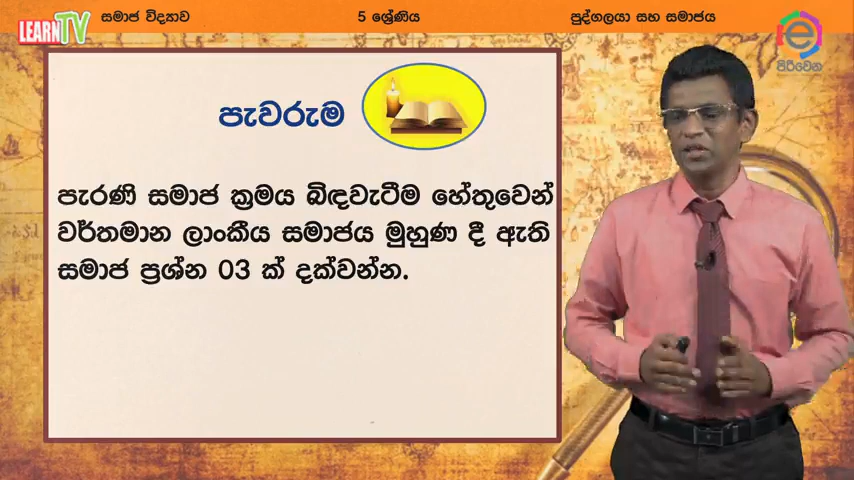 LEARN TV
සමාජ විද්‍යාව
5 ශ්‍රේණිය
පුද්ගලයා සහ සමාජය
e
පිරිවෙන
පැවරුම
පැරණි සමාජ ක්‍රමය බිඳවැටීම හේතුවෙන්
වර්තමාන ලාංකීය සමාජය මුහුණ දී ඇති
සමාජ ප්‍රශ්න 03 ක් දක්වන්න.